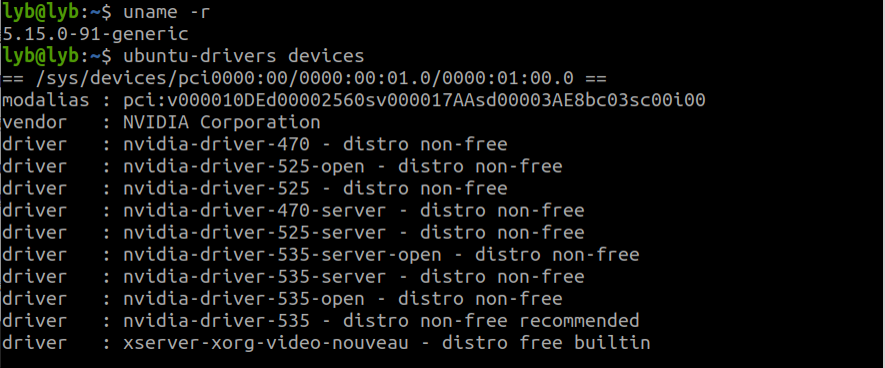 lyb@lyb:~$ uname -r
5.15.0-91-generic
lyb@lyb:~$ ubuntu-drivers devices
== /sys/devices/pci0000:00/0000:00:01.0/0000:01:00.0 ==
modalias : pci:v000010DEd00002560sv000017AAsd00003AE8bc03sc00i00
vendor   : NVIDIA Corporation
driver   : nvidia-driver-470 - distro non-free
driver   : nvidia-driver-525-open - distro non-free
driver   : nvidia-driver-525 - distro non-free
driver   : nvidia-driver-470-server - distro non-free
driver   : nvidia-driver-525-server - distro non-free
driver   : nvidia-driver-535-server-open - distro non-free
driver   : nvidia-driver-535-server - distro non-free
driver   : nvidia-driver-535-open - distro non-free
driver   : nvidia-driver-535 - distro non-free recommended
driver   : xserver-xorg-video-nouveau - distro free builtin